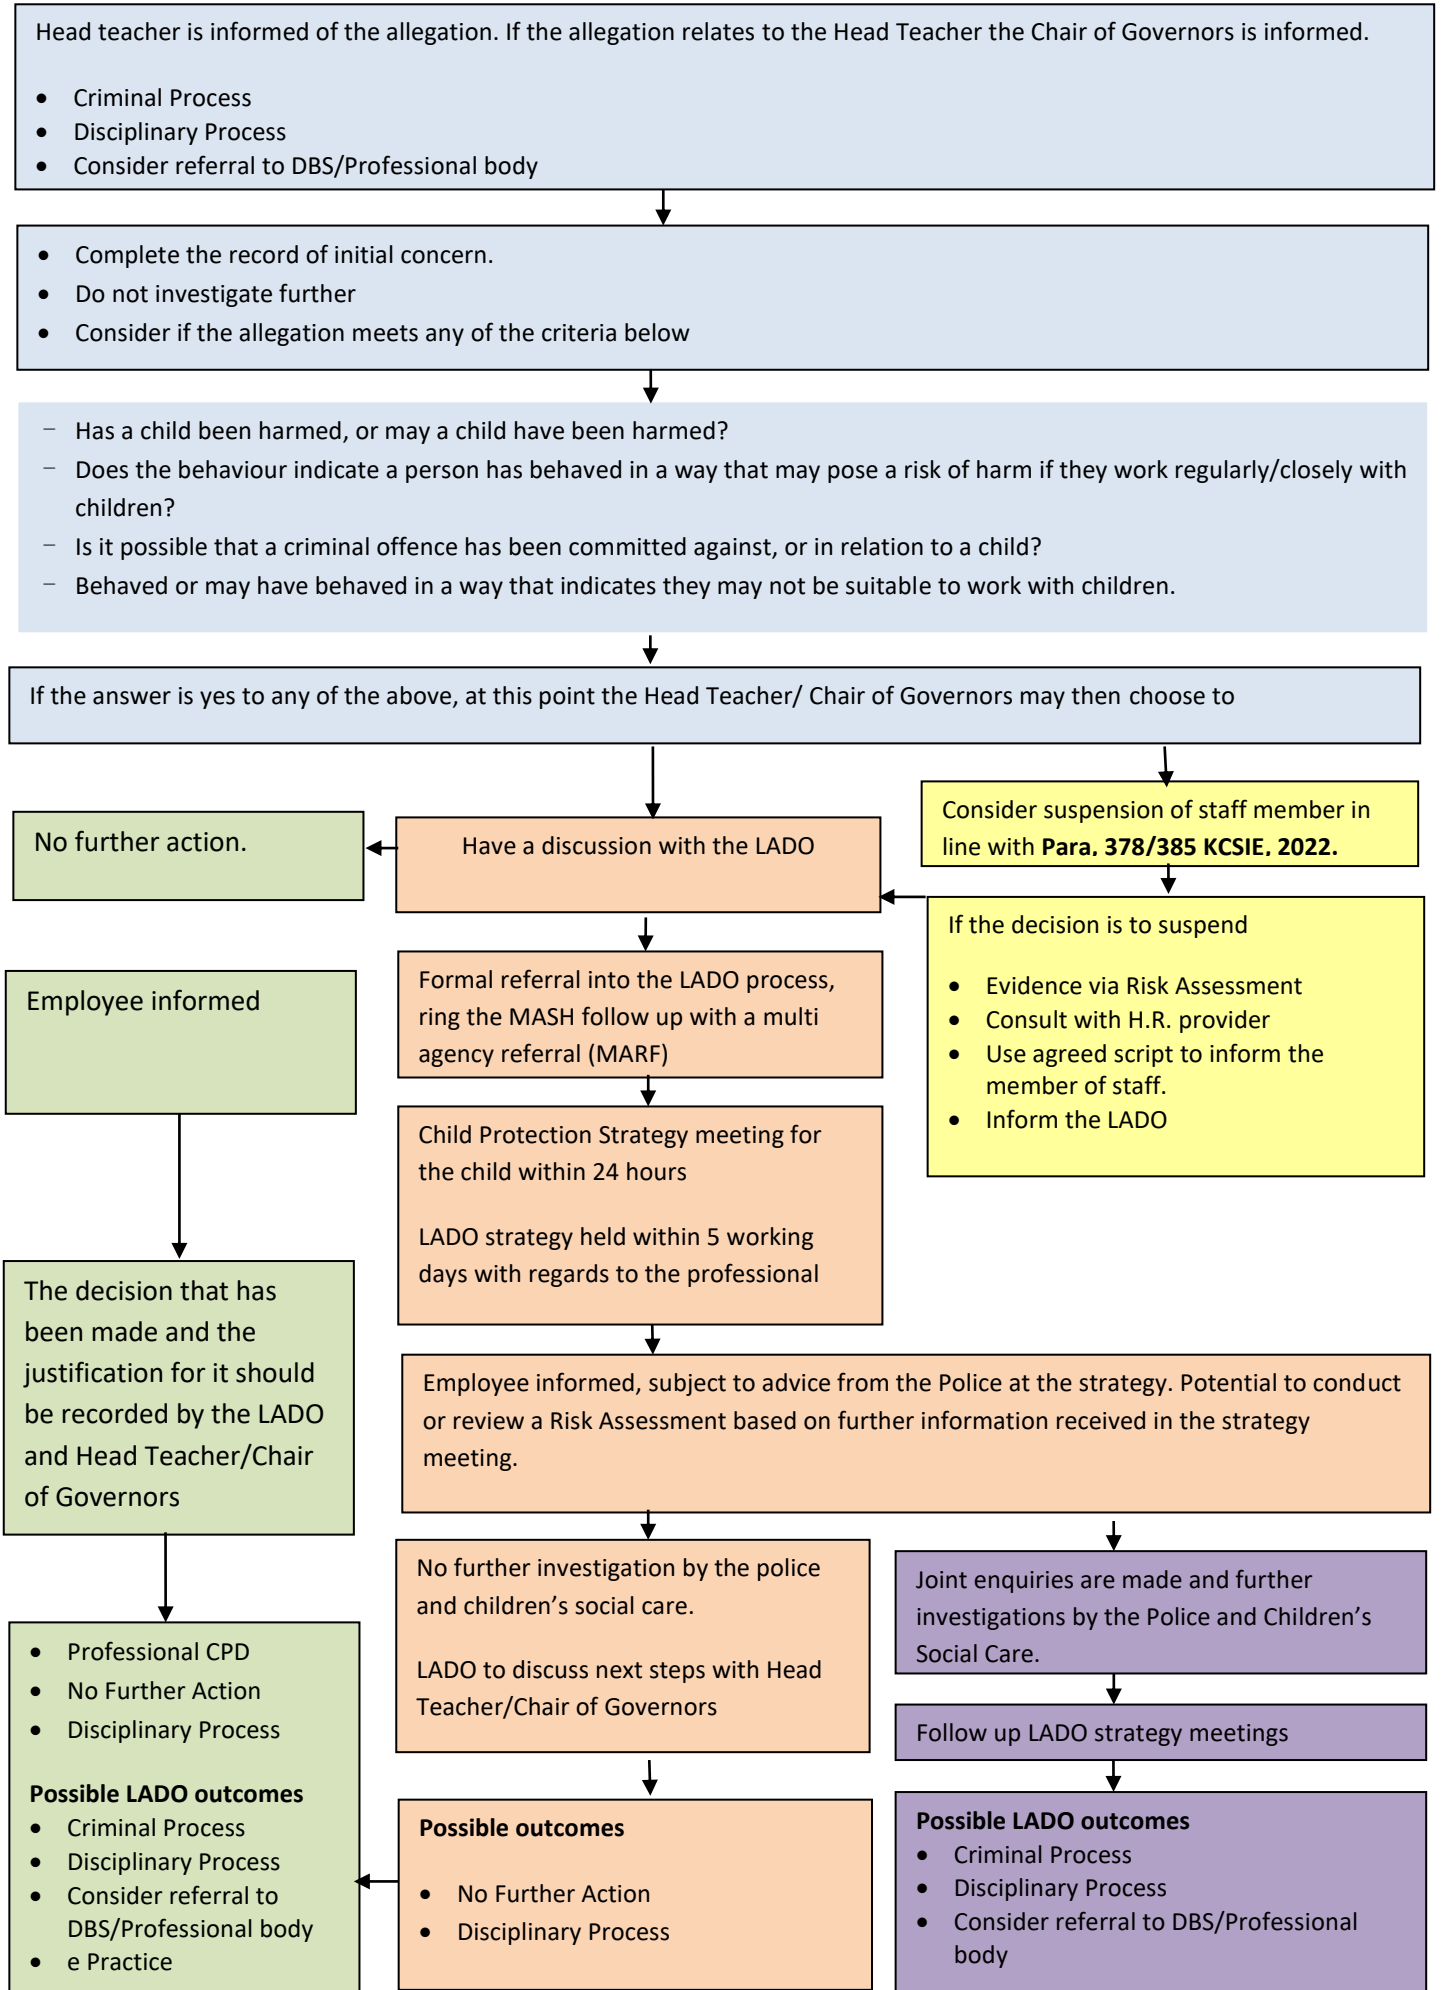 Head teacher is informed of the allegation. If the allegation relates to the Head Teacher the Chair of Governors is informed.
• Criminal Process
• Disciplinary Process
• Consider referral to DBS/Professional body
• Complete the record of initial concern.
• Do not investigate further
• Consider if the allegation meets any of the criteria below
− Has a child been harmed, or may a child have been harmed?
− Does the behaviour indicate a person has behaved in a way that may pose a risk of harm if they work regularly/closely with
children?
− Is it possible that a criminal offence has been committed against, or in relation to a child?
− Behaved or may have behaved in a way that indicates they may not be suitable to work with children.
If the answer is yes to any of the above, at this point the Head Teacher/ Chair of Governors may then choose to
No further action.
Have a discussion with the LADO
Consider suspension of staff member in
line with Para. 378/385 KCSIE. 2022.
If the decision is to suspend
• Evidence via Risk Assessment
• Consult with H.R. provider
• Use agreed script to inform the
member of staff.
• Inform the LADO
Employee informed
Formal referral into the LADO process,
ring the MASH follow up with a multi
agency referral (MARF)
Child Protection Strategy meeting for
the child within 24 hours
LADO strategy held within 5 working
days with regards to the professional
The decision that has
been made and the
justification for it should
be recorded by the LADO
and Head Teacher/Chair
of Governors
Employee informed, subject to advice from the Police at the strategy. Potential to conduct
or review a Risk Assessment based on further information received in the strategy
meeting.
No further investigation by the police
and children’s social care.
LADO to discuss next steps with Head
Teacher/Chair of Governors
Joint enquiries are made and further
investigations by the Police and Children’s
Social Care.
Follow up LADO strategy meetings
• Professional CPD
• No Further Action
• Disciplinary Process
Possible LADO outcomes
• Criminal Process
• Disciplinary Process
• Consider referral to
DBS/Professional body
• e Practice
Possible outcomes
• No Further Action
• Disciplinary Process
Possible LADO outcomes
• Criminal Process
• Disciplinary Process
• Consider referral to DBS/Professional
body